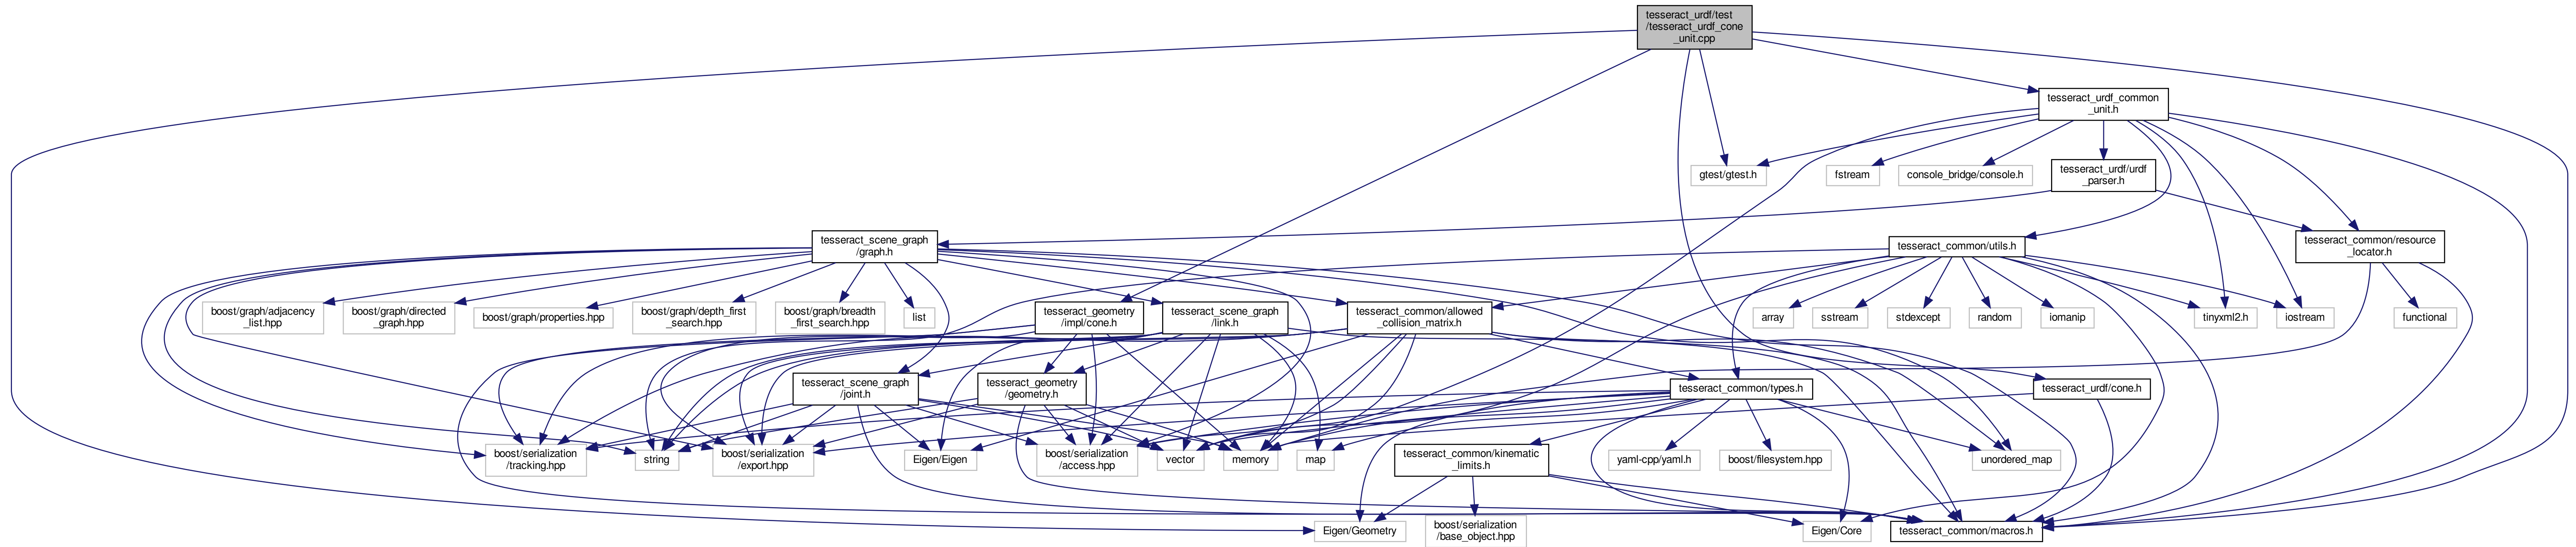 tesseract_urdf/test
/tesseract_urdf_cone
_unit.cpp
tesseract_urdf_common
_unit.h
gtest/gtest.h
fstream
console_bridge/console.h
tesseract_urdf/urdf
_parser.h
tesseract_scene_graph
/graph.h
tesseract_common/utils.h
tesseract_common/resource
_locator.h
boost/graph/adjacency
_list.hpp
boost/graph/directed
_graph.hpp
boost/graph/properties.hpp
boost/graph/depth_first
_search.hpp
boost/graph/breadth
_first_search.hpp
list
tesseract_geometry
/impl/cone.h
tesseract_scene_graph
/link.h
tesseract_common/allowed
_collision_matrix.h
array
sstream
stdexcept
random
iomanip
tinyxml2.h
iostream
functional
tesseract_scene_graph
/joint.h
tesseract_geometry
/geometry.h
tesseract_common/types.h
tesseract_urdf/cone.h
boost/serialization
/tracking.hpp
string
boost/serialization
/export.hpp
Eigen/Eigen
boost/serialization
/access.hpp
vector
memory
map
tesseract_common/kinematic
_limits.h
yaml-cpp/yaml.h
boost/filesystem.hpp
unordered_map
Eigen/Geometry
boost/serialization
/base_object.hpp
Eigen/Core
tesseract_common/macros.h